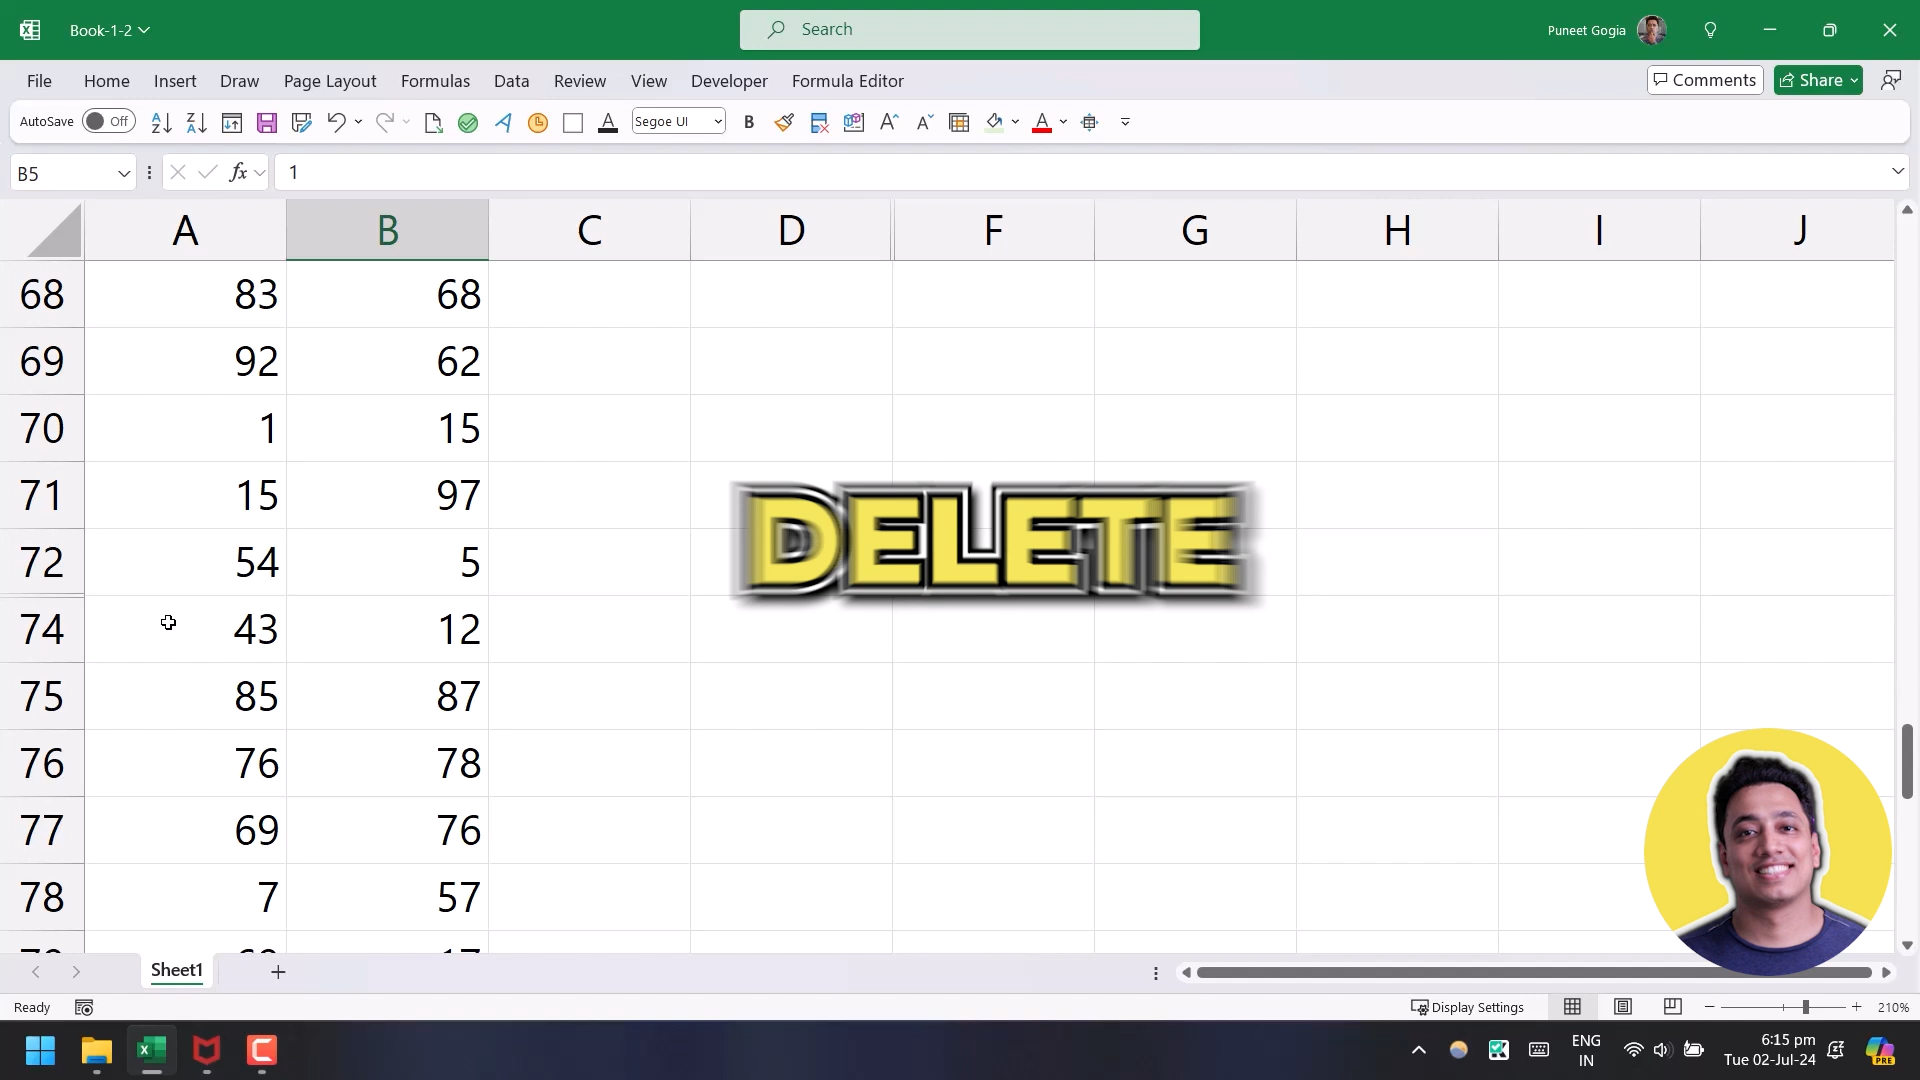 Book-1-2
Search
Puneet Gogia
File Home Insert Draw Page Layout Formulas Data Review View Developer Formula Editor
Comments Share
AutoSave Off Segoe UI B
B5 fx 1
A B C D F G H I J
68 83 68
69 92 62
70 1 15
71 15 97
72 54 5
DELETE
74 43 12
75 85 87
76 76 78
77 69 76
78 7 57
Sheet1
Ready Display Settings 210%
ENG 6:15 pm
IN Tue 02-Jul-24
PRE